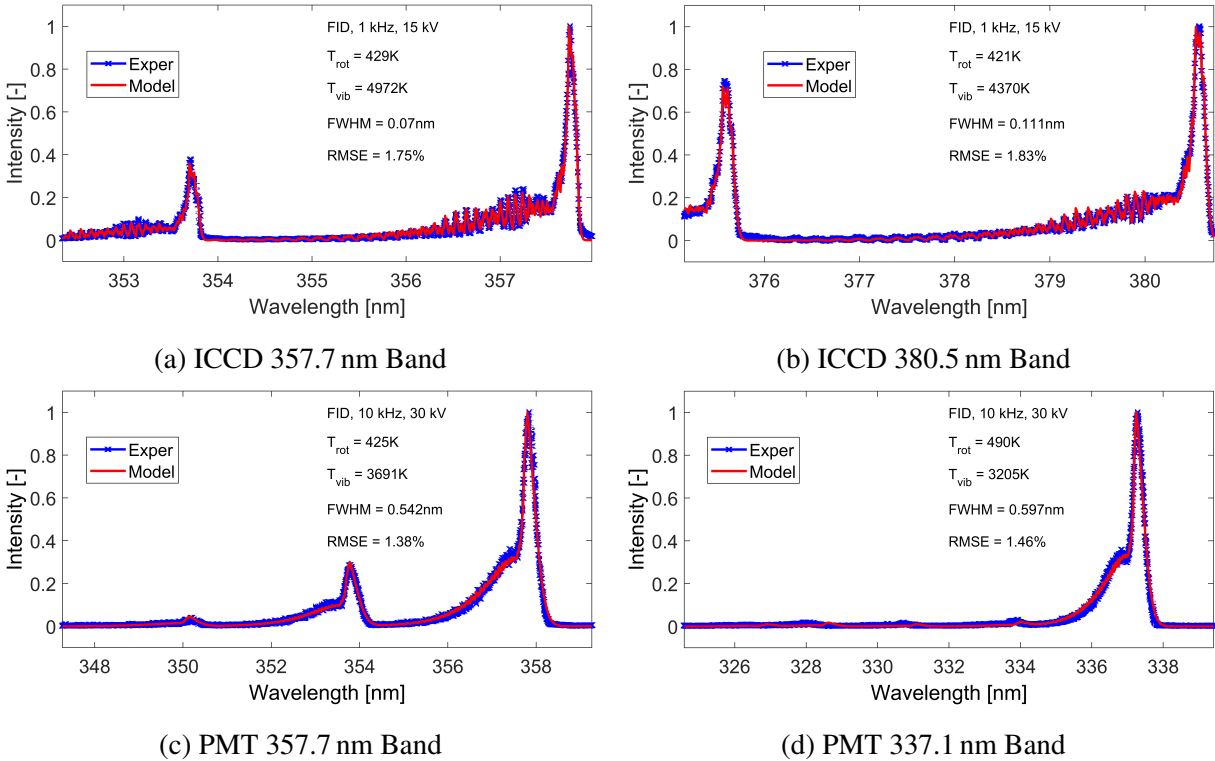 FID, 1 kHz, 15 kV
T_rot = 429K
T_vib = 4972K
FWHM = 0.07nm
RMSE = 1.75%
Exper
Model
Intensity [-]
1
0.8
0.6
0.4
0.2
0
353 354 355 356 357
Wavelength [nm]
(a) ICCD 357.7 nm Band
FID, 1 kHz, 15 kV
T_rot = 421K
T_vib = 4370K
FWHM = 0.111nm
RMSE = 1.83%
Exper
Model
Intensity [-]
1
0.8
0.6
0.4
0.2
0
376 377 378 379 380
Wavelength [nm]
(b) ICCD 380.5 nm Band
FID, 10 kHz, 30 kV
T_rot = 425K
T_vib = 3691K
FWHM = 0.542nm
RMSE = 1.38%
Exper
Model
Intensity [-]
1
0.8
0.6
0.4
0.2
0
348 350 352 354 356 358
Wavelength [nm]
(c) PMT 357.7 nm Band
FID, 10 kHz, 30 kV
T_rot = 490K
T_vib = 3205K
FWHM = 0.597nm
RMSE = 1.46%
Exper
Model
Intensity [-]
1
0.8
0.6
0.4
0.2
0
326 328 330 332 334 336 338
Wavelength [nm]
(d) PMT 337.1 nm Band